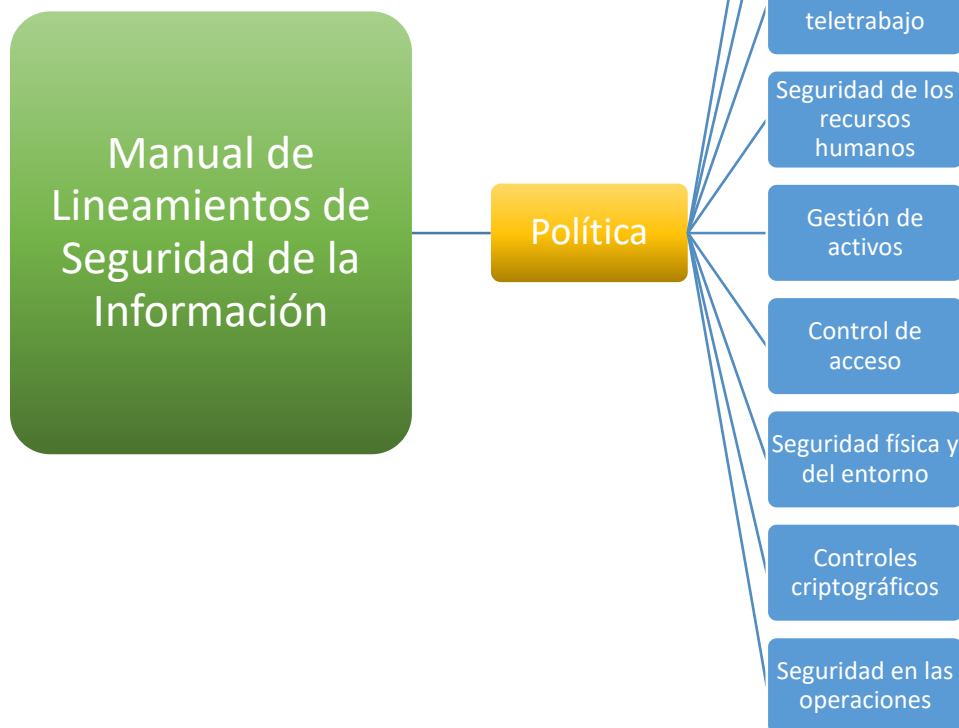 Manual de
Lineamientos de
Seguridad de la
Información
Política
teletrabajo
Seguridad de los
recursos
humanos
Gestión de
activos
Control de
acceso
Seguridad física y
del entorno
Controles
criptográficos
Seguridad en las
operaciones